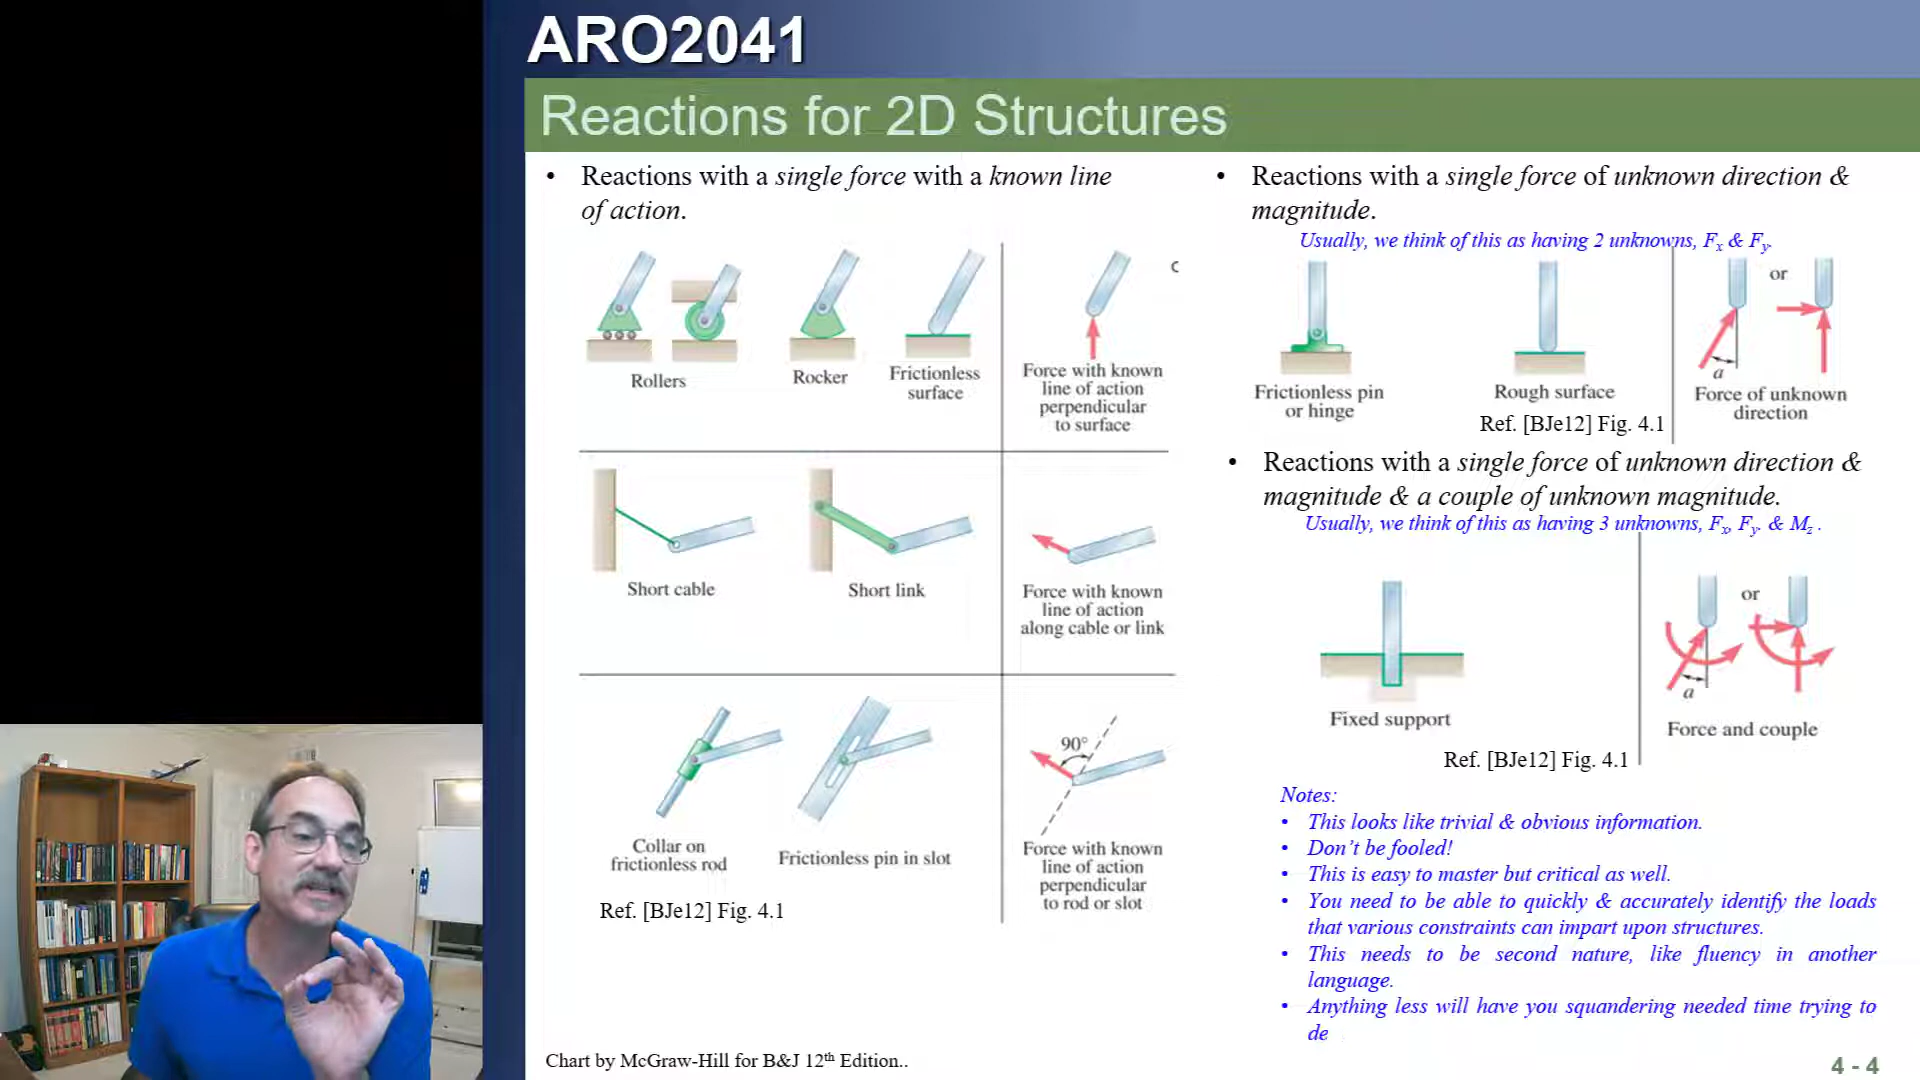 ARO2041
Reactions for 2D Structures
• Reactions with a single force with a known line
of action.
Rollers
Rocker
Frictionless
surface
Force with known
line of action
perpendicular
to surface
Short cable
Short link
Force with known
line of action
along cable or link
90°
Collar on
frictionless rod
Frictionless pin in slot
Force with known
line of action
perpendicular
to rod or slot
Ref. [BJe12] Fig. 4.1
Chart by McGraw-Hill for B&J 12th Edition..
• Reactions with a single force of unknown direction &
magnitude.
Usually, we think of this as having 2 unknowns, Fx & Fy.
or
α
Frictionless pin
or hinge
Rough surface
Force of unknown
direction
Ref. [BJe12] Fig. 4.1
• Reactions with a single force of unknown direction &
magnitude & a couple of unknown magnitude.
Usually, we think of this as having 3 unknowns, Fx, Fy. & Mz .
or
α
Fixed support
Force and couple
Ref. [BJe12] Fig. 4.1
Notes:
• This looks like trivial & obvious information.
• Don’t be fooled!
• This is easy to master but critical as well.
• You need to be able to quickly & accurately identify the loads
that various constraints can impart upon structures.
• This needs to be second nature, like fluency in another
language.
• Anything less will have you squandering needed time trying to
de
4 - 4